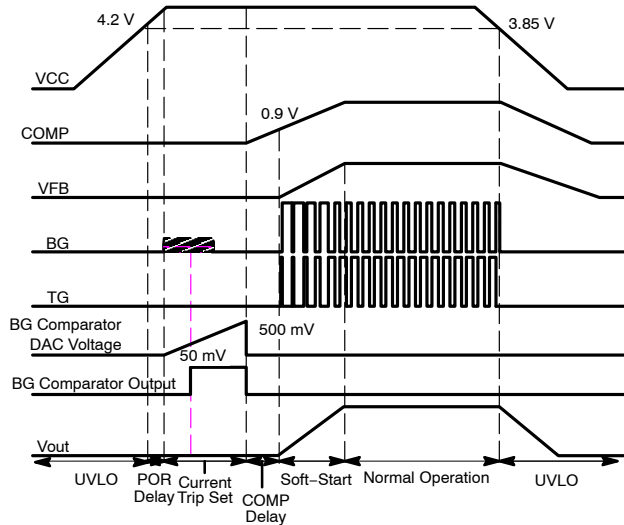 4.2 V
3.85 V
VCC
0.9 V
COMP
VFB
BG
TG
BG Comparator
DAC Voltage
500 mV
50 mV
BG Comparator Output
Vout
UVLO
POR
Delay
Current
Trip Set
COMP
Delay
Soft−Start
Normal Operation
UVLO